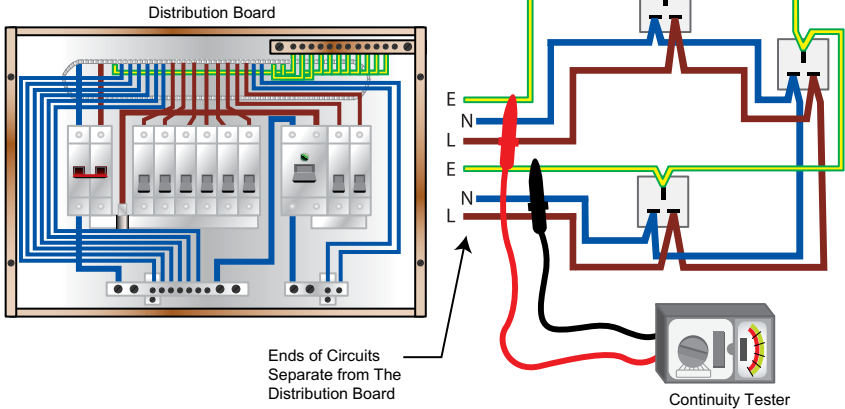 Distribution Board
E
N
L
E
N
L
Ends of Circuits
Separate from The
Distribution Board
Continuity Tester